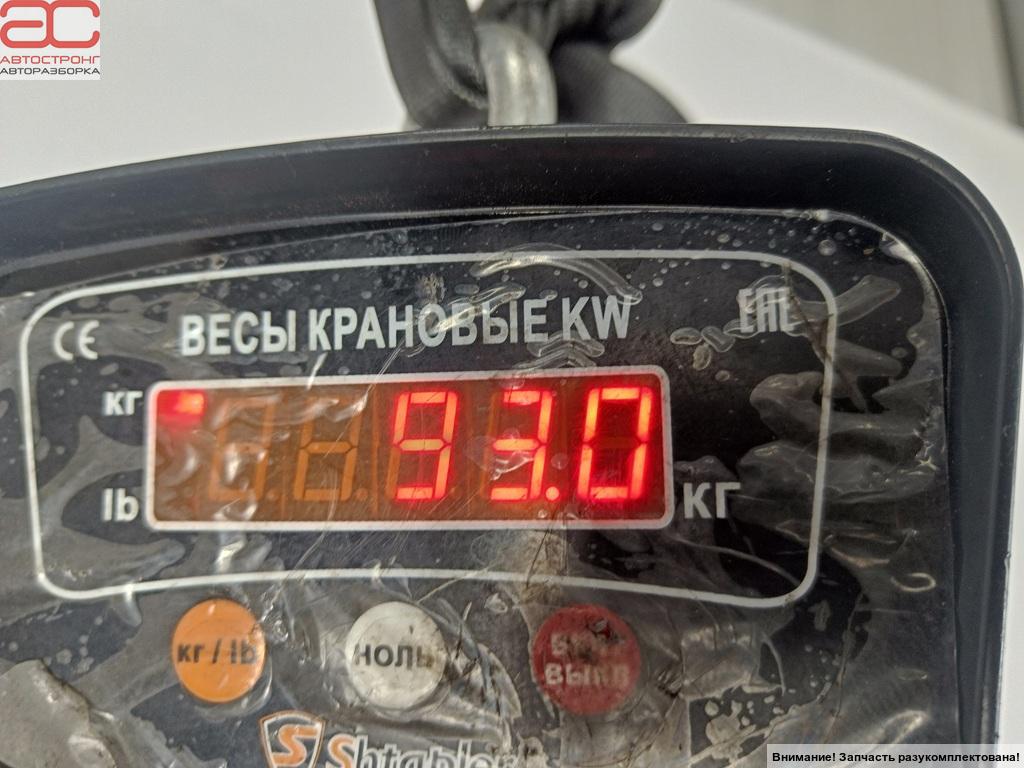 АС
АВТОСТРОНГ
АВТОРАЗБОРКА
CE
ВЕСЫ КРАНОВЫЕ KW
EAC
кг
93.0
lb
КГ
кг / lb
НОЛЬ
ВЫКЛ
Shtapler
Внимание! Запчасть разукомплектована!